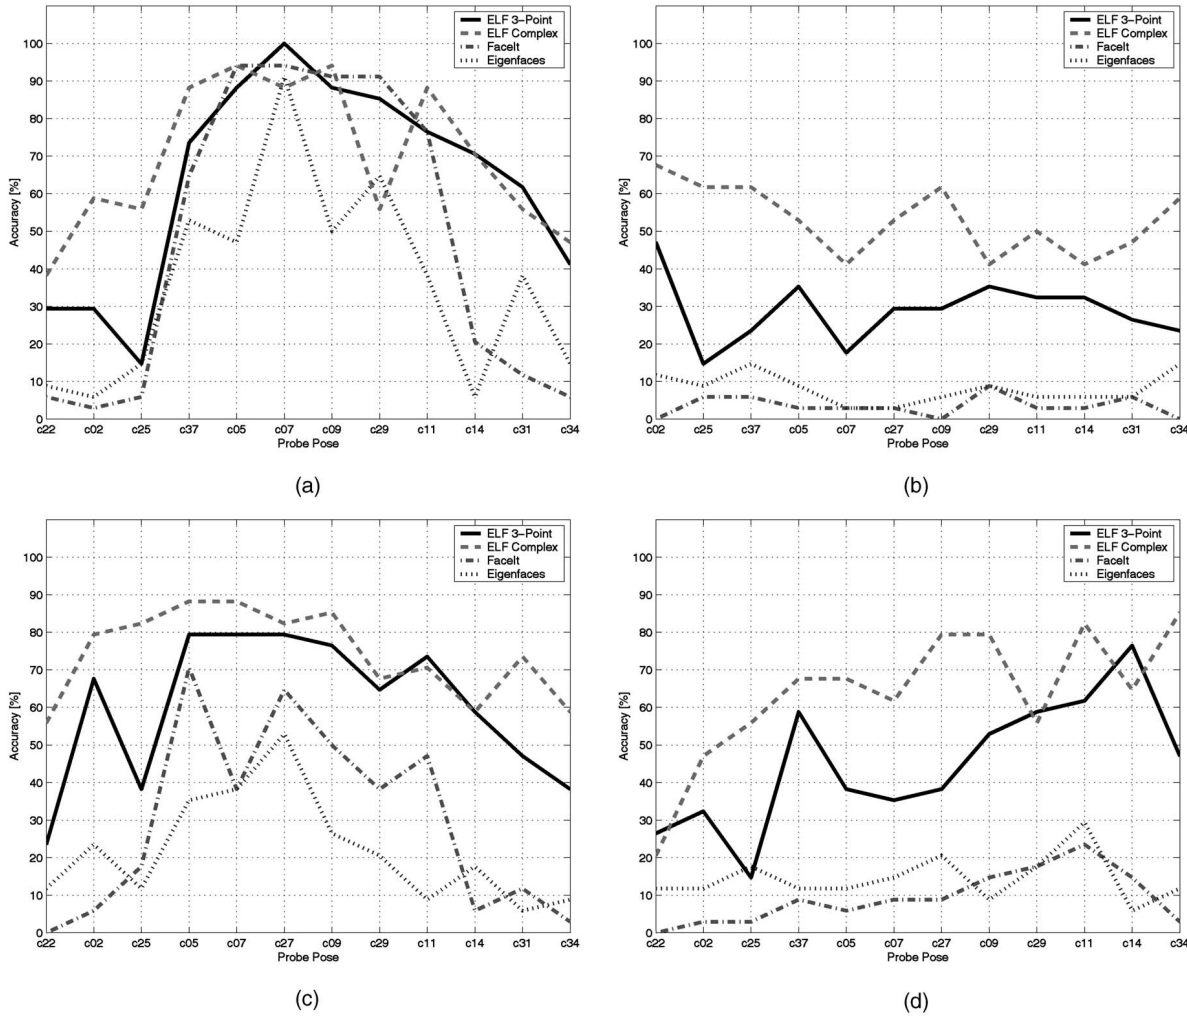 ELF 3-Point
ELF Complex
FaceIt
Eigenfaces
100
90
80
70
60
50
40
30
20
10
0
Accuracy [%]
c22 c02 c25 c37 c05 c07 c09 c29 c11 c14 c31 c34
Probe Pose
(a)
ELF 3-Point
ELF Complex
FaceIt
Eigenfaces
100
90
80
70
60
50
40
30
20
10
0
Accuracy [%]
c02 c25 c37 c05 c07 c27 c09 c29 c11 c14 c31 c34
Probe Pose
(b)
ELF 3-Point
ELF Complex
FaceIt
Eigenfaces
100
90
80
70
60
50
40
30
20
10
0
Accuracy [%]
c22 c02 c25 c05 c07 c27 c09 c29 c11 c14 c31 c34
Probe Pose
(c)
ELF 3-Point
ELF Complex
FaceIt
Eigenfaces
100
90
80
70
60
50
40
30
20
10
0
Accuracy [%]
c22 c02 c25 c37 c05 c07 c27 c09 c29 c11 c14 c34
Probe Pose
(d)